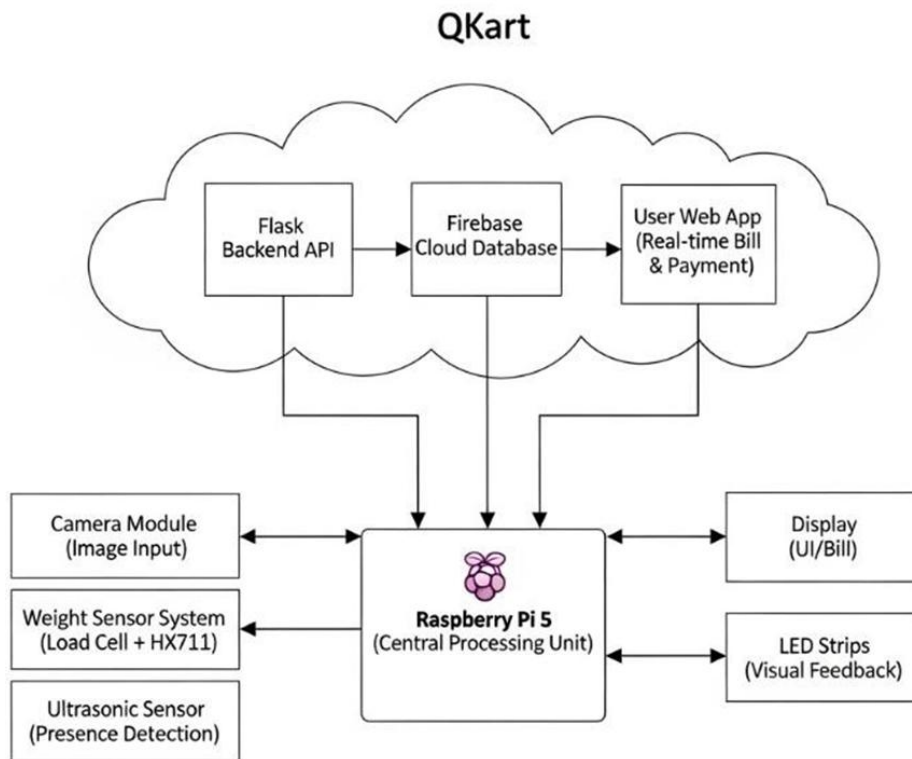 QKart
Flask
Backend API
Firebase
Cloud Database
User Web App
(Real-time Bill
& Payment)
Camera Module
(Image Input)
Weight Sensor System
(Load Cell + HX711)
Ultrasonic Sensor
(Presence Detection)
Raspberry Pi 5
(Central Processing Unit)
Display
(UI/Bill)
LED Strips
(Visual Feedback)